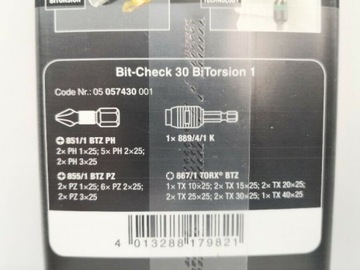 BITORSION
TECHNOLOGY
Bit-Check 30 BiTorsion 1
Code Nr.: 05 057430 001
851/1 BTZ PH
2× PH 1×25; 5× PH 2×25;
2× PH 3×25
1× 889/4/1 K
855/1 BTZ PZ
2× PZ 1×25; 6× PZ 2×25;
2× PZ 3×25
867/1 TORX® BTZ
1× TX 10×25; 2× TX 15×25; 2× TX 20×25;
2× TX 25×25; 2× TX 30×25; 1× TX 40×25
4 013288 179821